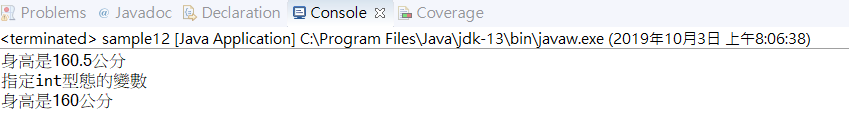 Problems @ Javadoc Declaration Console Coverage
<terminated> sample12 [Java Application] C:\Program Files\Java\jdk-13\bin\javaw.exe (2019年10月3日 上午8:06:38)
身高是160.5公分
指定int型態的變數
身高是160公分